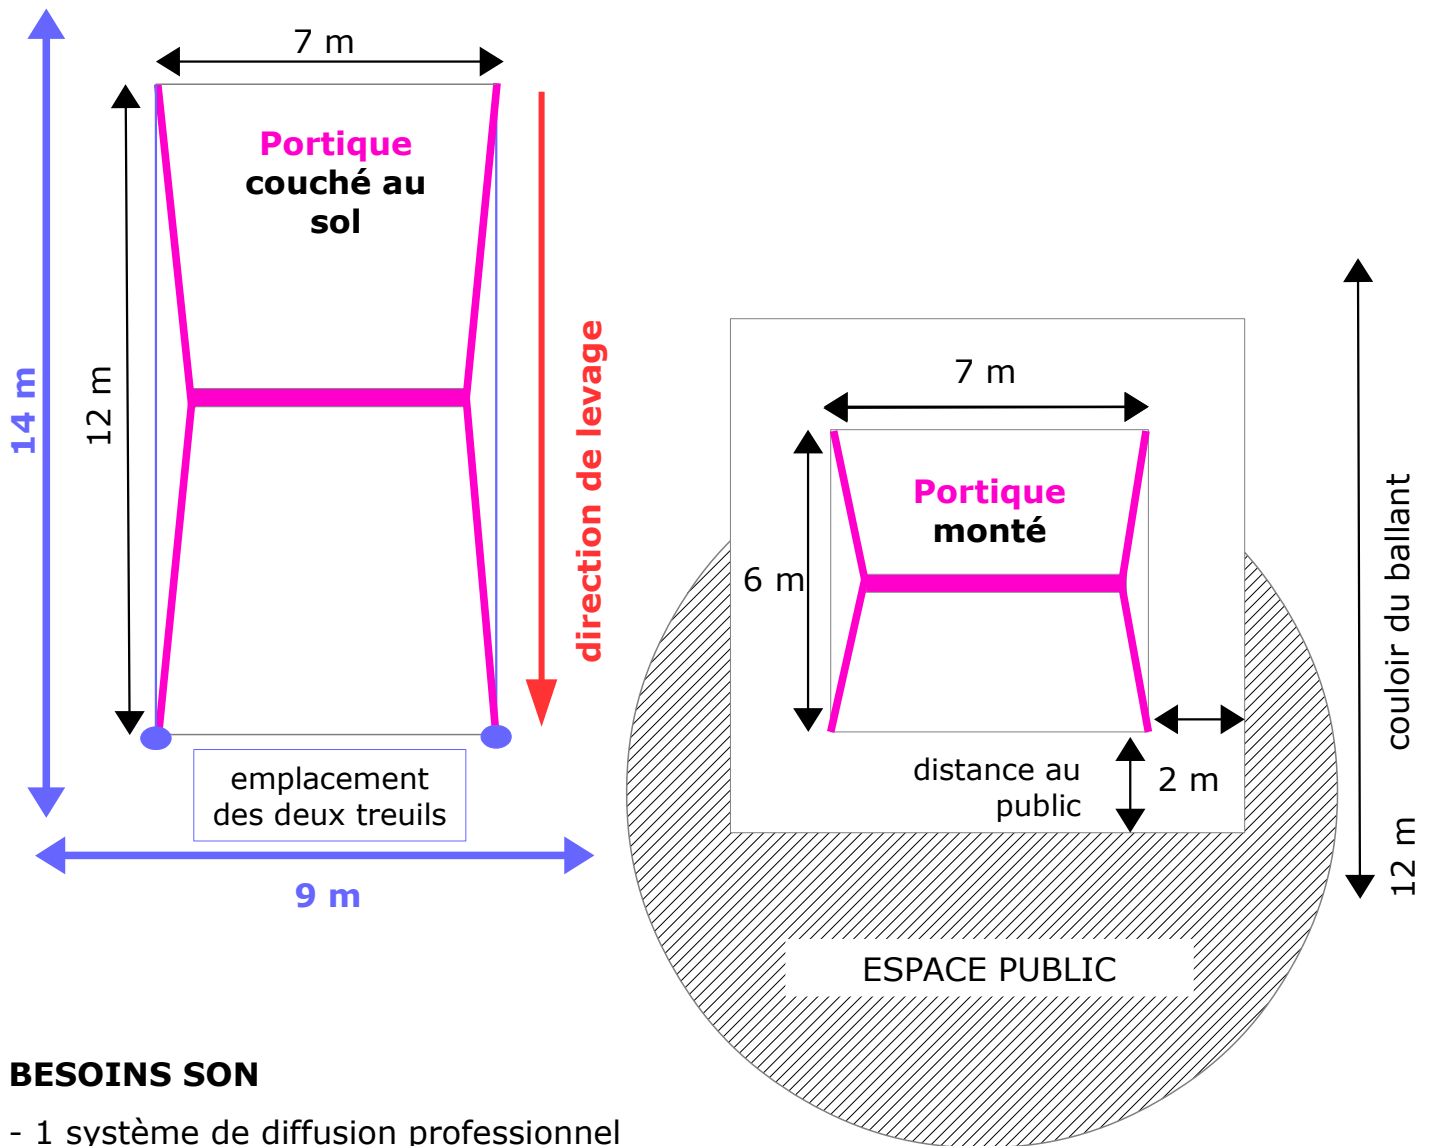 7 m
Portique
couché au
sol
14 m
12 m
direction de levage
emplacement
des deux treuils
9 m
7 m
Portique
monté
6 m
distance au
public
2 m
12 m couloir du ballant
ESPACE PUBLIC
BESOINS SON
- 1 système de diffusion professionnel